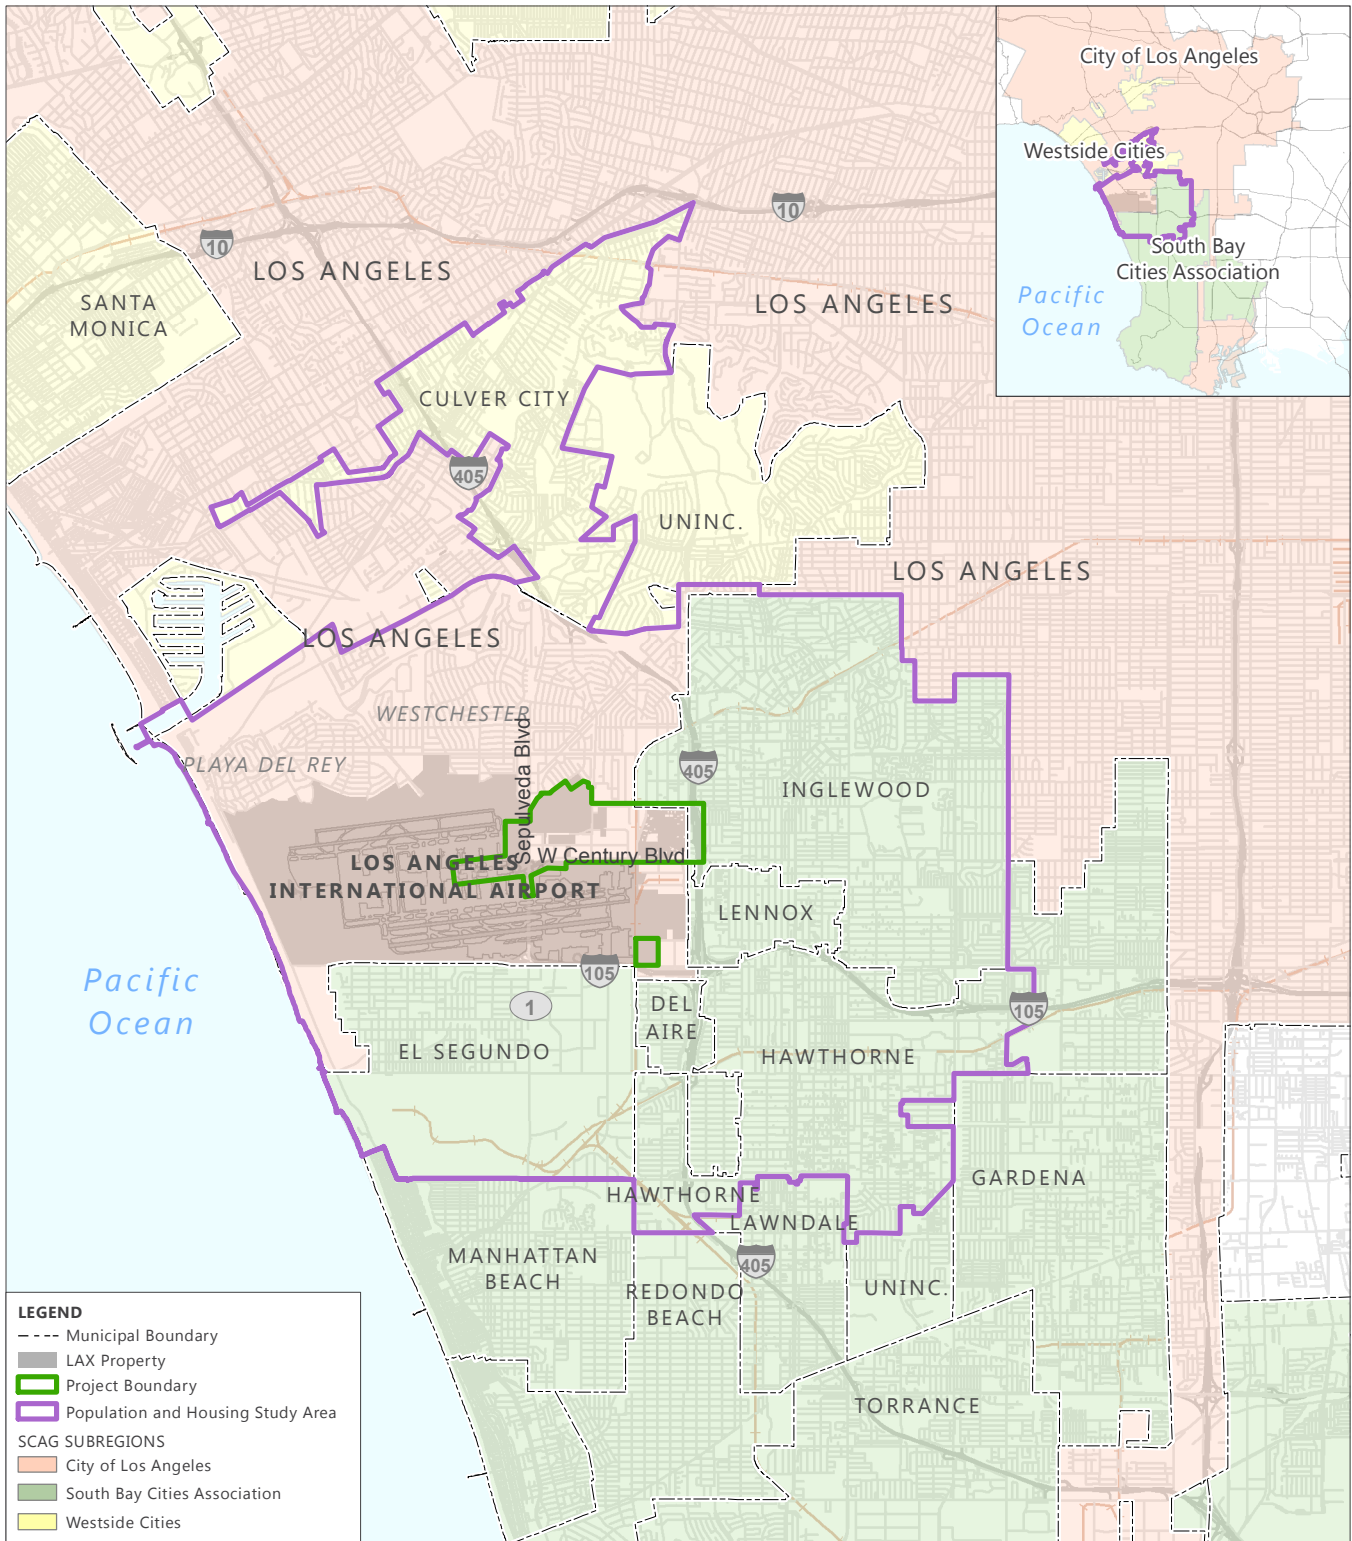 City of Los Angeles
Westside Cities
South Bay
Cities Association
Pacific
Ocean
10
10
LOS ANGELES
SANTA
MONICA
LOS ANGELES
CULVER CITY
405
UNINC.
LOS ANGELES
LOS ANGELES
WESTCHESTER
PLAYA DEL REY
Sepulveda Blvd
405
INGLEWOOD
W Century Blvd
LOS ANGELES
INTERNATIONAL AIRPORT
LENNOX
105
Pacific
Ocean
1
DEL
AIRE
105
EL SEGUNDO
HAWTHORNE
GARDENA
HAWTHORNE
LAWNDALE
MANHATTAN
BEACH
405
REDONDO
BEACH
UNINC.
TORRANCE
LEGEND
Municipal Boundary
LAX Property
Project Boundary
Population and Housing Study Area
SCAG SUBREGIONS
City of Los Angeles
South Bay Cities Association
Westside Cities